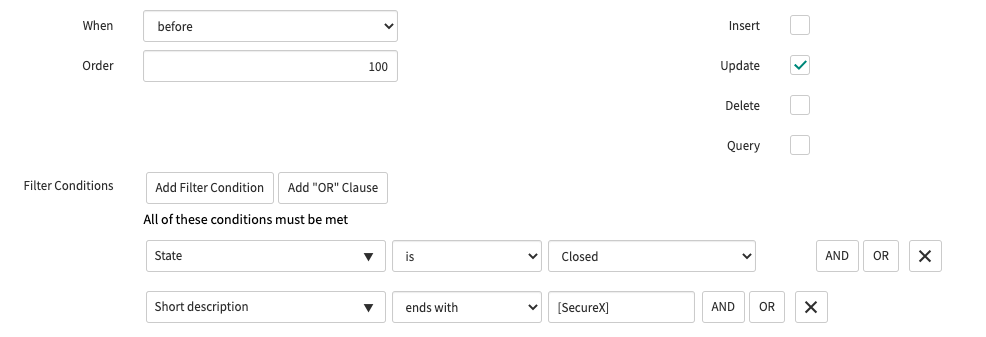 When before Insert
Order 100 Update
Delete
Query
Filter Conditions Add Filter Condition Add "OR" Clause
All of these conditions must be met
State is Closed AND OR
Short description ends with [SecureX] AND OR